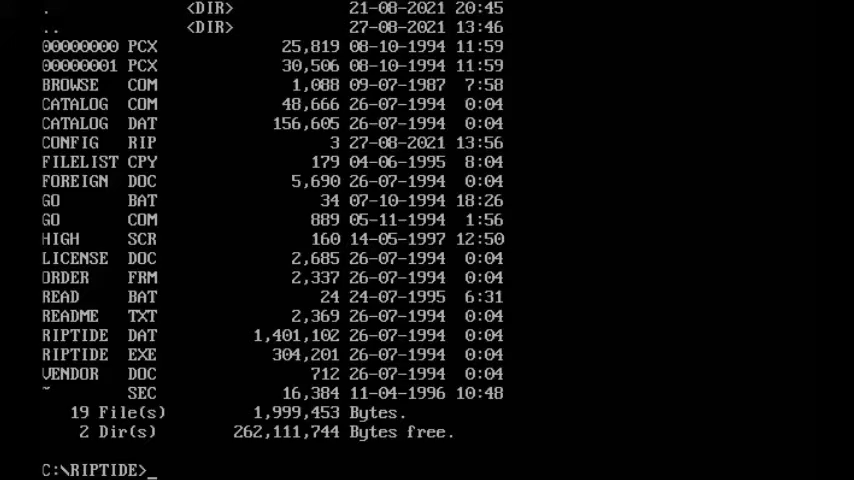 . <DIR> 21-08-2021 20:45
.. <DIR> 27-08-2021 13:46
00000000 PCX 25,819 08-10-1994 11:59
00000001 PCX 30,506 08-10-1994 11:59
BROWSE COM 1,088 09-07-1987 7:58
CATALOG COM 48,666 26-07-1994 0:04
CATALOG DAT 156,605 26-07-1994 0:04
CONFIG RIP 3 27-08-2021 13:56
FILELIST CPY 179 04-06-1995 8:04
FOREIGN DOC 5,690 26-07-1994 0:04
GO BAT 34 07-10-1994 18:26
GO COM 889 05-11-1994 1:56
HIGH SCR 160 14-05-1997 12:50
LICENSE DOC 2,685 26-07-1994 0:04
ORDER FRM 2,337 26-07-1994 0:04
READ BAT 24 24-07-1995 6:31
README TXT 2,369 26-07-1994 0:04
RIPTIDE DAT 1,401,102 26-07-1994 0:04
RIPTIDE EXE 304,201 26-07-1994 0:04
VENDOR DOC 712 26-07-1994 0:04
~ SEC 16,384 11-04-1996 10:48
19 File(s) 1,999,453 Bytes.
2 Dir(s) 262,111,744 Bytes free.
C:\RIPTIDE>_